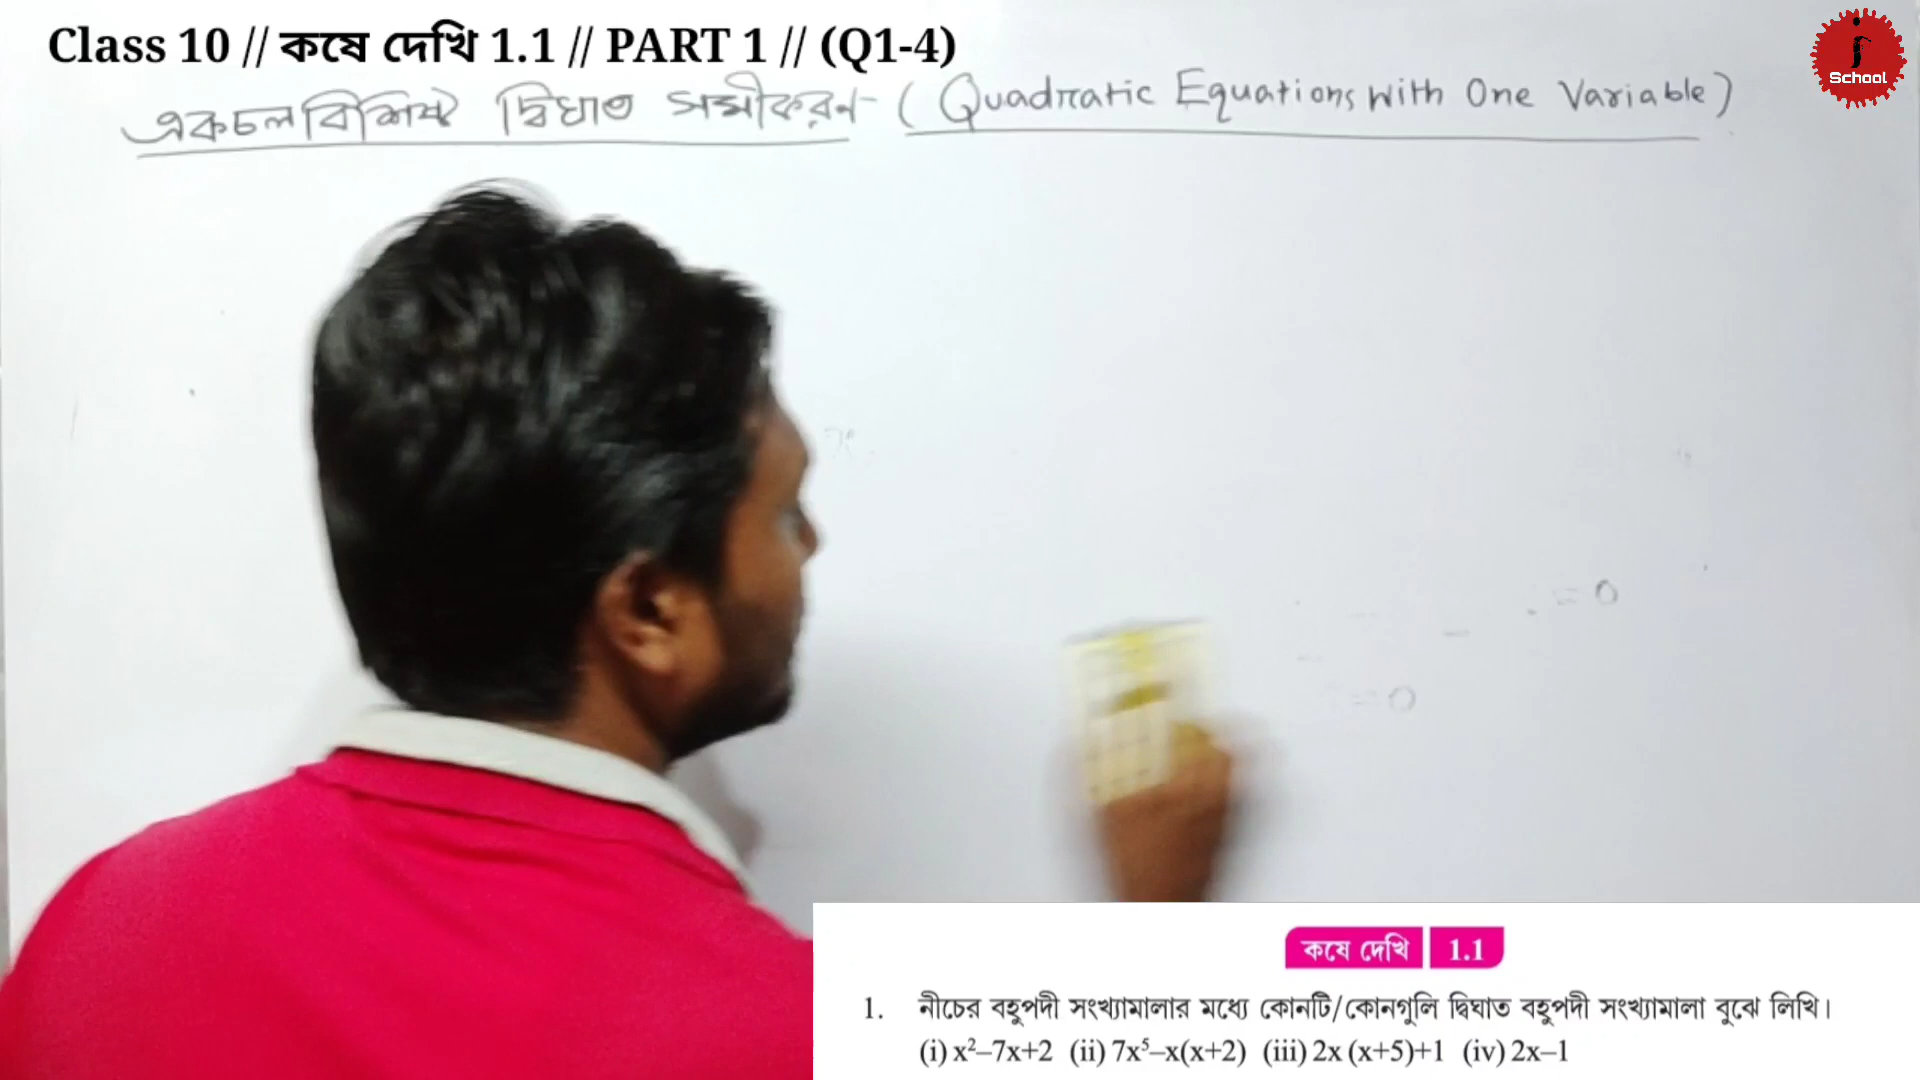 Class 10 // কষে দেখি 1.1 // PART 1 // (Q1-4)
School
একচলবিশিষ্ট দ্বিঘাত সমীকরণ (Quadratic Equations With One Variable)
= 0
= 0
কষে দেখি 1.1
1. নীচের বহুপদী সংখ্যামালার মধ্যে কোনটি/কোনগুলি দ্বিঘাত বহুপদী সংখ্যামালা বুঝে লিখি।
(i) x²–7x+2 (ii) 7x⁵–x(x+2) (iii) 2x (x+5)+1 (iv) 2x–1